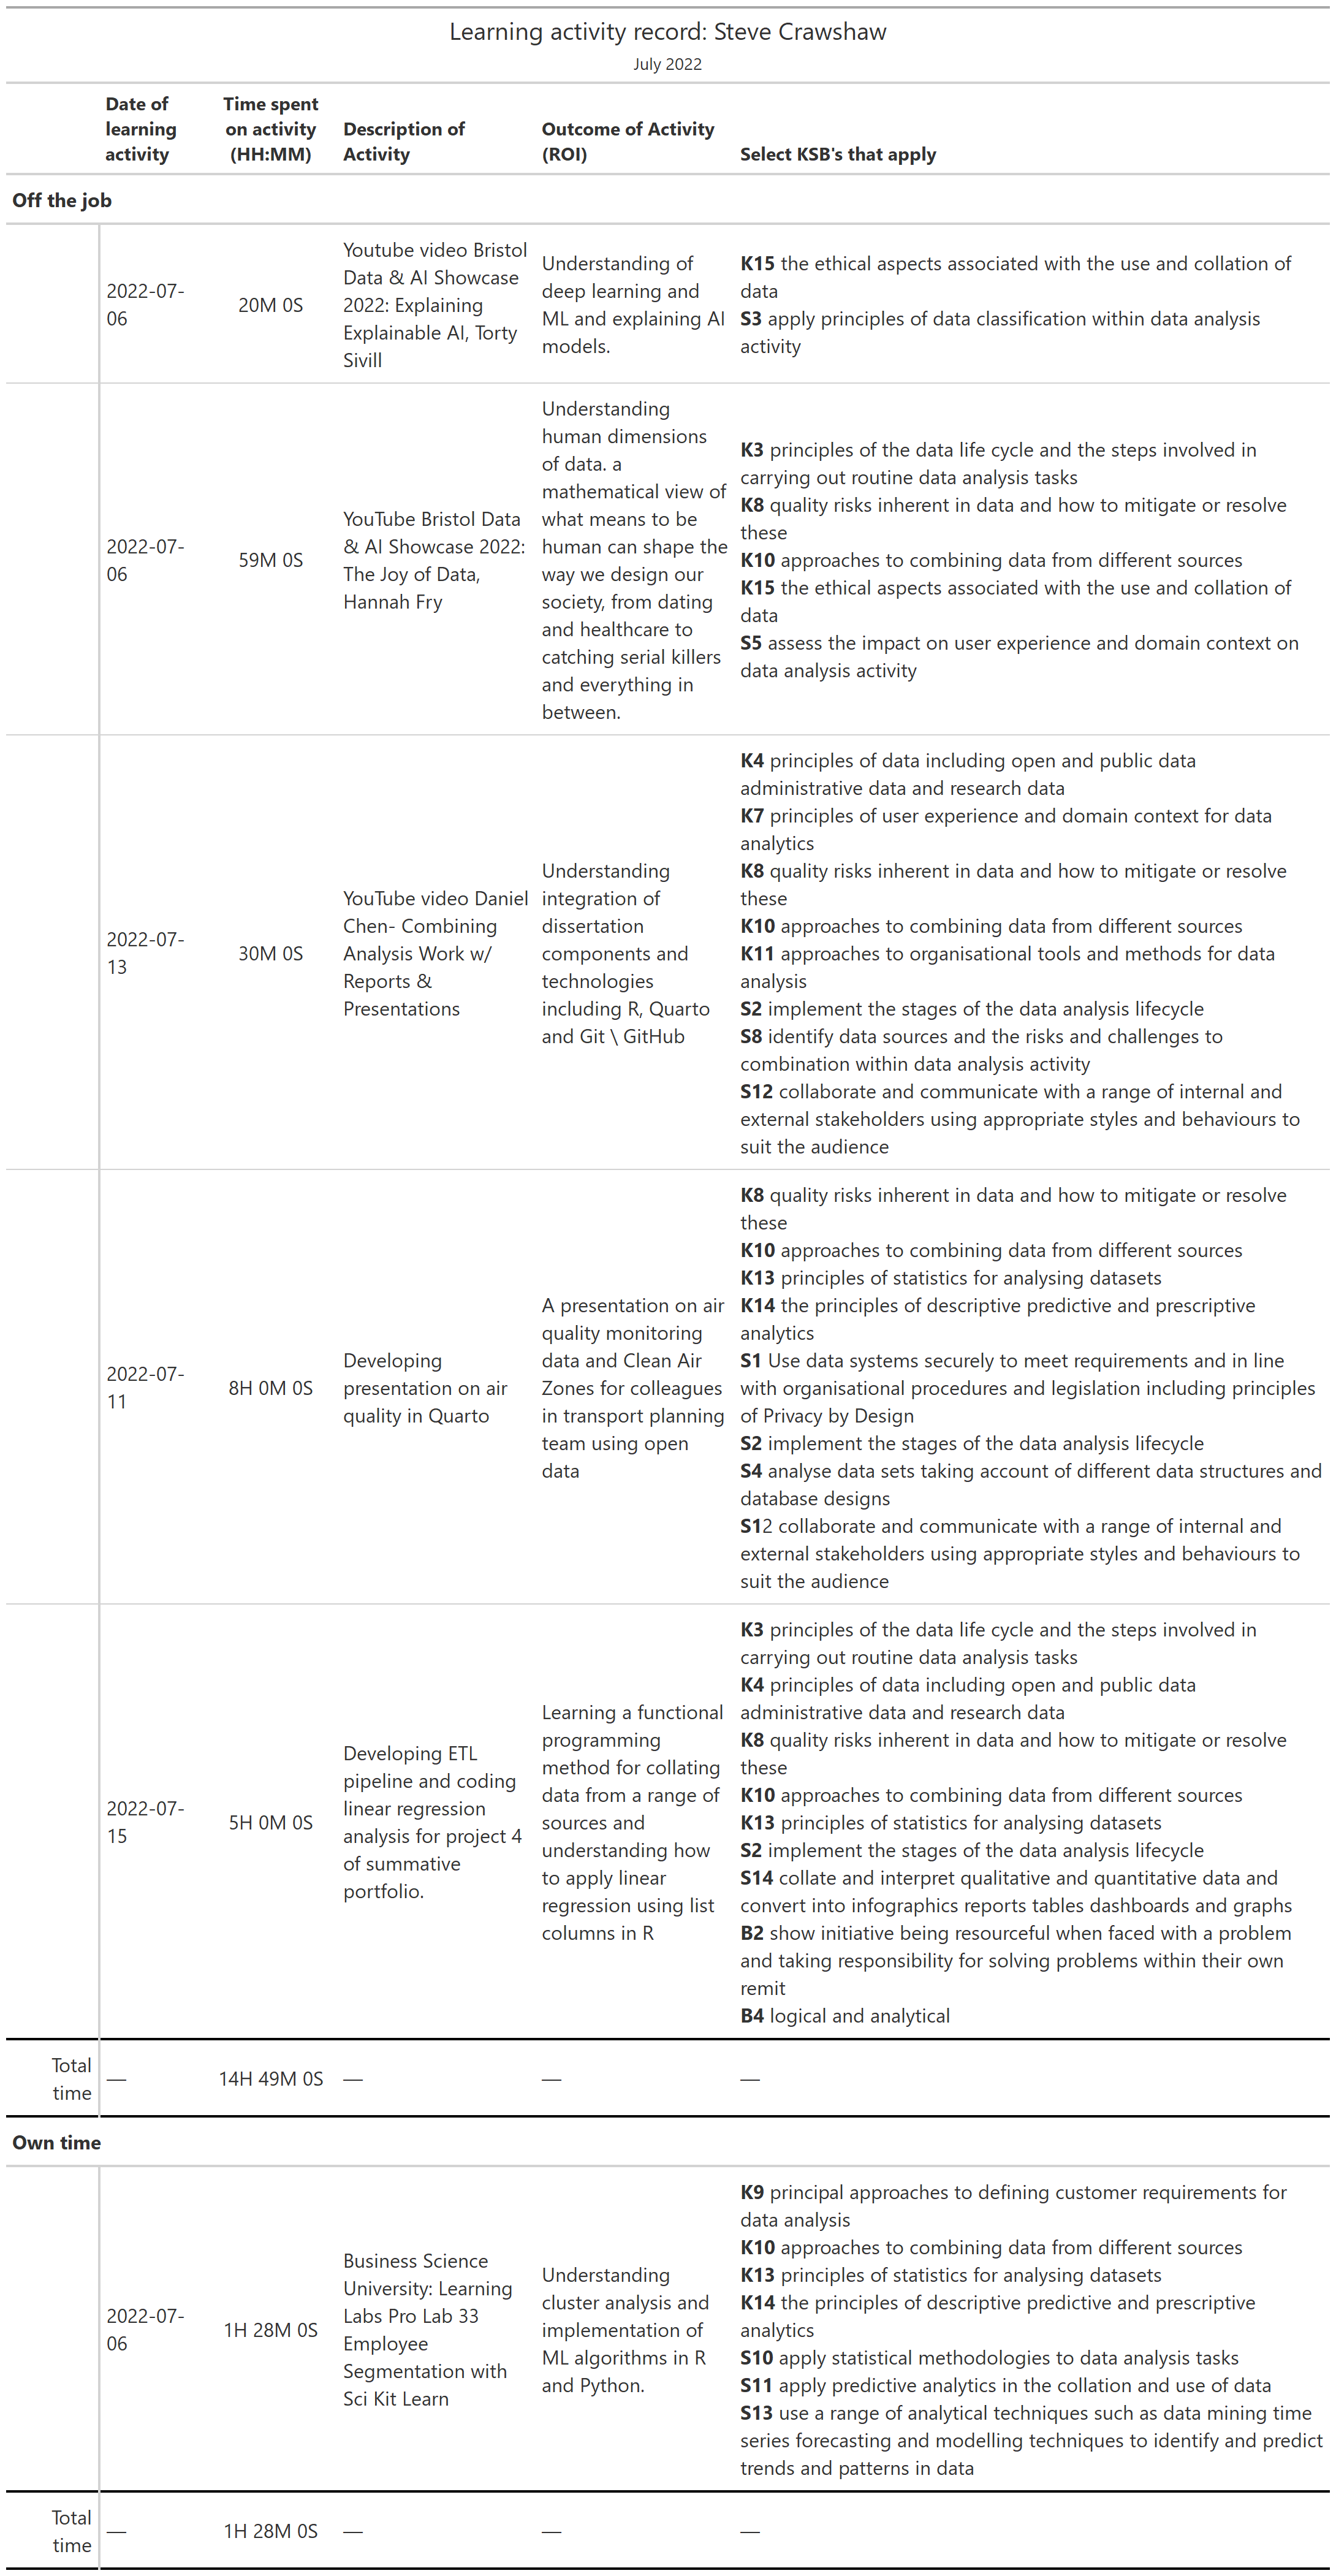 Learning activity record: Steve Crawshaw
July 2022
Date of learning activity
Time spent on activity (HH:MM)
Description of Activity
Outcome of Activity (ROI)
Select KSB's that apply
Off the job
2022-07-06
20M 0S
Youtube video Bristol
Data & AI Showcase
2022: Explaining
Explainable AI, Torty
Sivill
Understanding of
deep learning and
ML and explaining AI
models.
K15 the ethical aspects associated with the use and collation of
data
S3 apply principles of data classification within data analysis
activity
2022-07-06
59M 0S
YouTube Bristol Data
& AI Showcase 2022:
The Joy of Data,
Hannah Fry
Understanding
human dimensions
of data. a
mathematical view of
what means to be
human can shape the
way we design our
society, from dating
and healthcare to
catching serial killers
and everything in
between.
K3 principles of the data life cycle and the steps involved in
carrying out routine data analysis tasks
K8 quality risks inherent in data and how to mitigate or resolve
these
K10 approaches to combining data from different sources
K15 the ethical aspects associated with the use and collation of
data
S5 assess the impact on user experience and domain context on
data analysis activity
2022-07-13
30M 0S
YouTube video Daniel
Chen- Combining
Analysis Work w/
Reports &
Presentations
Understanding
integration of
dissertation
components and
technologies
including R, Quarto
and Git \ GitHub
K4 principles of data including open and public data
administrative data and research data
K7 principles of user experience and domain context for data
analytics
K8 quality risks inherent in data and how to mitigate or resolve
these
K10 approaches to combining data from different sources
K11 approaches to organisational tools and methods for data
analysis
S2 implement the stages of the data analysis lifecycle
S8 identify data sources and the risks and challenges to
combination within data analysis activity
S12 collaborate and communicate with a range of internal and
external stakeholders using appropriate styles and behaviours to
suit the audience
2022-07-11
8H 0M 0S
Developing
presentation on air
quality in Quarto
A presentation on air
quality monitoring
data and Clean Air
Zones for colleagues
in transport planning
team using open
data
K8 quality risks inherent in data and how to mitigate or resolve
these
K10 approaches to combining data from different sources
K13 principles of statistics for analysing datasets
K14 the principles of descriptive predictive and prescriptive
analytics
S1 Use data systems securely to meet requirements and in line
with organisational procedures and legislation including principles
of Privacy by Design
S2 implement the stages of the data analysis lifecycle
S4 analyse data sets taking account of different data structures and
database designs
S12 collaborate and communicate with a range of internal and
external stakeholders using appropriate styles and behaviours to
suit the audience
2022-07-15
5H 0M 0S
Developing ETL
pipeline and coding
linear regression
analysis for project 4
of summative
portfolio.
Learning a functional
programming
method for collating
data from a range of
sources and
understanding how
to apply linear
regression using list
columns in R
K3 principles of the data life cycle and the steps involved in
carrying out routine data analysis tasks
K4 principles of data including open and public data
administrative data and research data
K8 quality risks inherent in data and how to mitigate or resolve
these
K10 approaches to combining data from different sources
K13 principles of statistics for analysing datasets
S2 implement the stages of the data analysis lifecycle
S14 collate and interpret qualitative and quantitative data and
convert into infographics reports tables dashboards and graphs
B2 show initiative being resourceful when faced with a problem
and taking responsibility for solving problems within their own
remit
B4 logical and analytical
Total time — 14H 49M 0S — — —
Own time
2022-07-06
1H 28M 0S
Business Science
University: Learning
Labs Pro Lab 33
Employee
Segmentation with
Sci Kit Learn
Understanding
cluster analysis and
implementation of
ML algorithms in R
and Python.
K9 principal approaches to defining customer requirements for
data analysis
K10 approaches to combining data from different sources
K13 principles of statistics for analysing datasets
K14 the principles of descriptive predictive and prescriptive
analytics
S10 apply statistical methodologies to data analysis tasks
S11 apply predictive analytics in the collation and use of data
S13 use a range of analytical techniques such as data mining time
series forecasting and modelling techniques to identify and predict
trends and patterns in data
Total time — 1H 28M 0S — — —